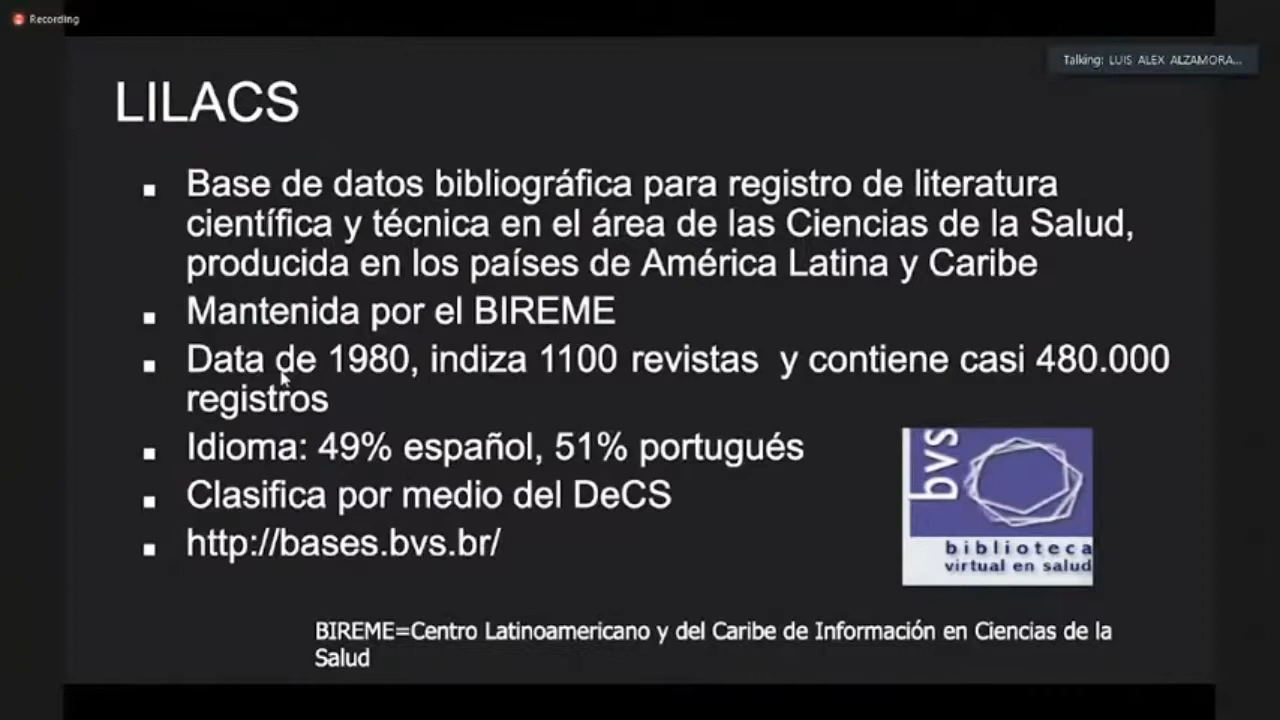 Recording
Talking: LUIS ALEX ALZAMORA...
LILACS
Base de datos bibliográfica para registro de literatura
científica y técnica en el área de las Ciencias de la Salud,
producida en los países de América Latina y Caribe
Mantenida por el BIREME
Data de 1980, indiza 1100 revistas y contiene casi 480.000
registros
Idioma: 49% español, 51% portugués
Clasifica por medio del DeCS
http://bases.bvs.br/
bvs
biblioteca
virtual en salud
BIREME=Centro Latinoamericano y del Caribe de Información en Ciencias de la
Salud